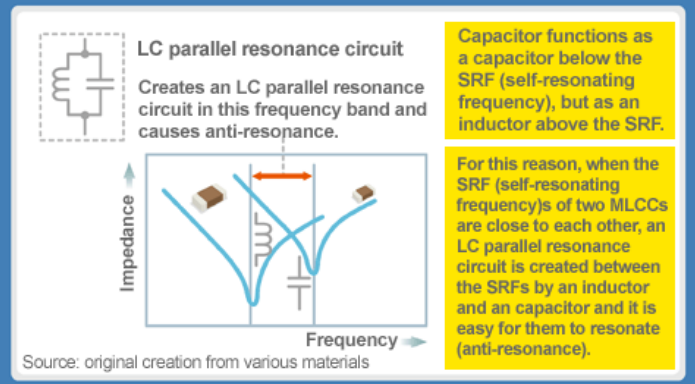 LC parallel resonance circuit
Creates an LC parallel resonance
circuit in this frequency band and
causes anti-resonance.
Impedance
Frequency
Source: original creation from various materials
Capacitor functions as
a capacitor below the
SRF (self-resonating
frequency), but as an
inductor above the SRF.
For this reason, when the
SRF (self-resonating
frequency)s of two MLCCs
are close to each other, an
LC parallel resonance
circuit is created between
the SRFs by an inductor
and an capacitor and it is
easy for them to resonate
(anti-resonance).